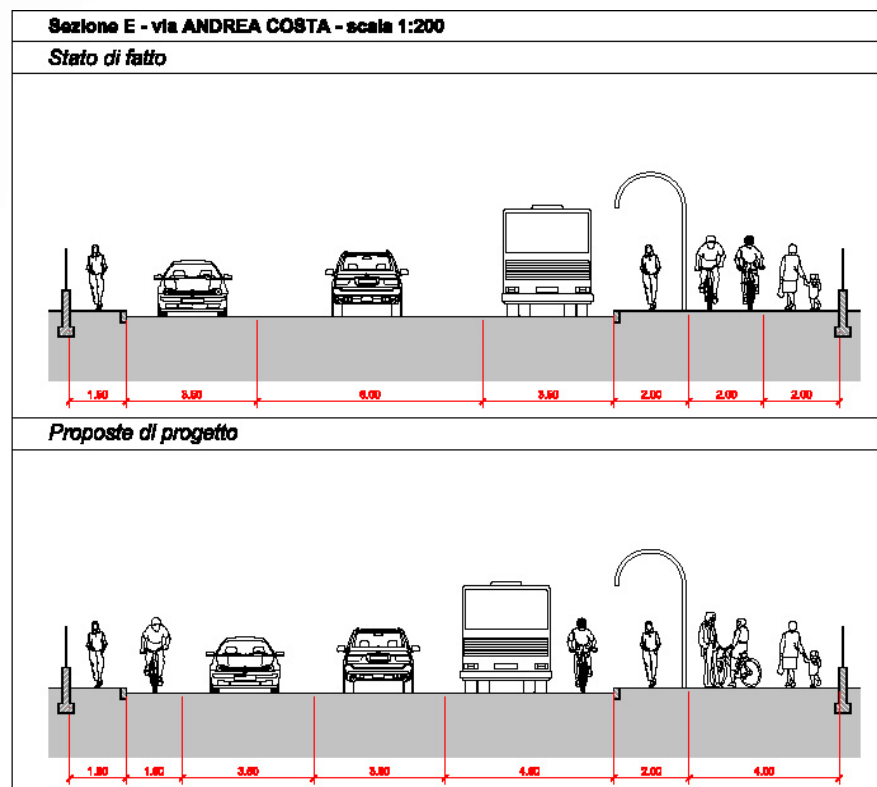 Sezione E - via ANDREA COSTA - scala 1:200
Stato di fatto
1.50 3.50 6.00 3.50 2.00 2.00 2.00
Proposte di progetto
1.50 1.50 3.50 3.50 4.50 2.00 4.00